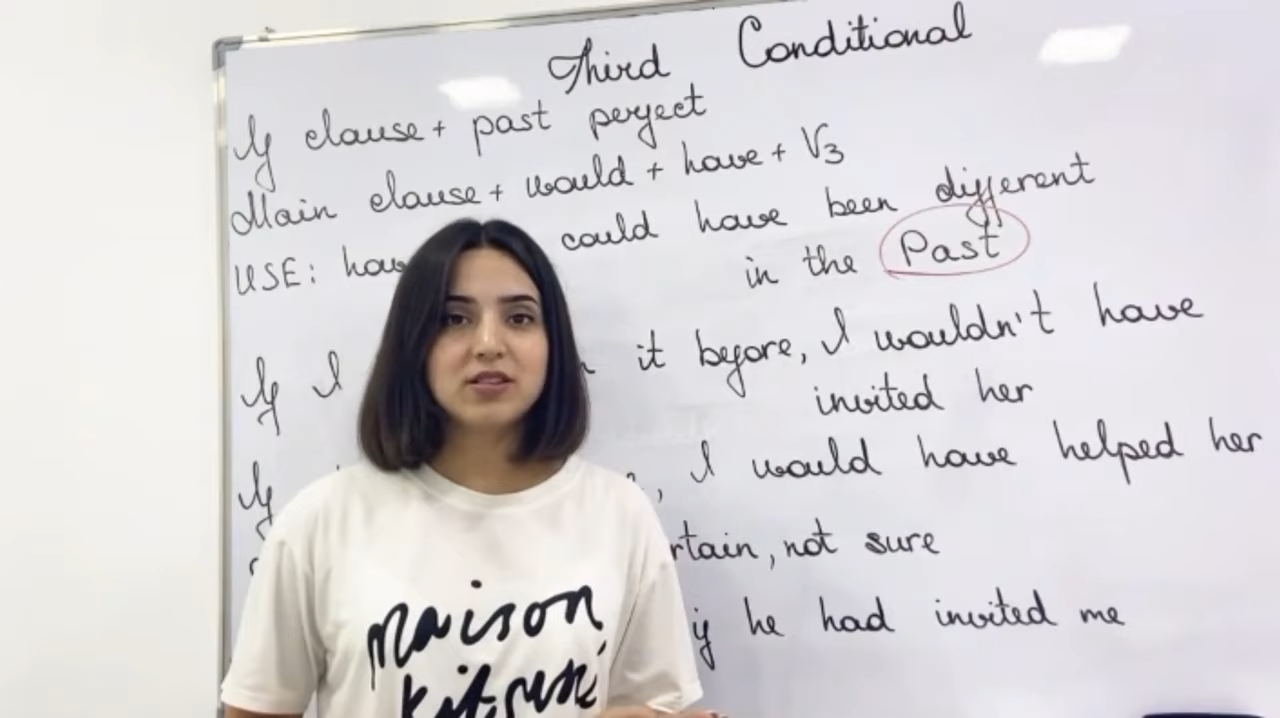 Third Conditional
If clause + past perfect
Main clause + would + have + V3
USE: how could have been different
in the Past
If I it before, I wouldn't have
invited her
If , I would have helped her
rtain, not sure
if he had invited me
maison
kitsuné